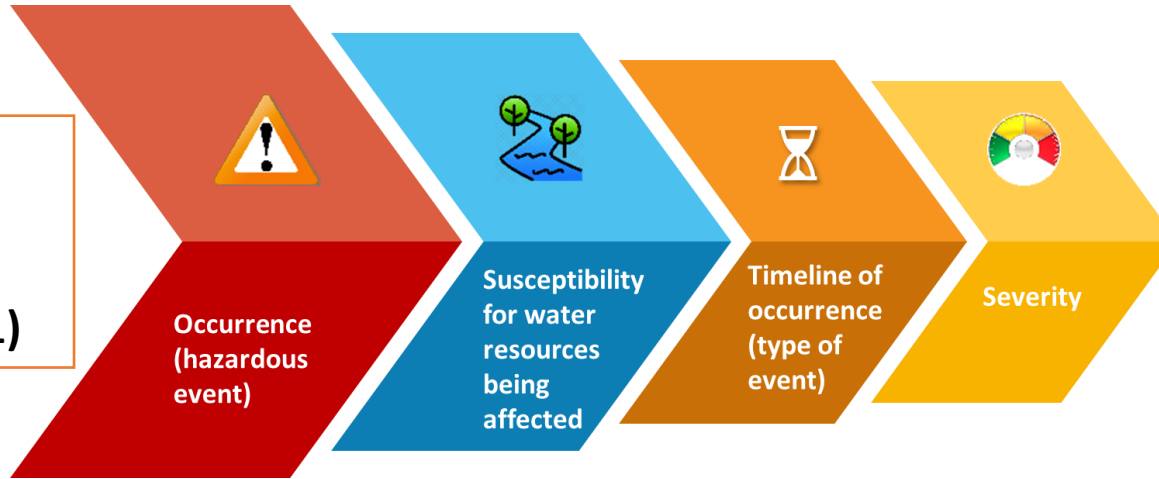 Occurrence
(hazardous
event)
Susceptibility
for water
resources
being
affected
Timeline of
occurrence
(type of
event)
Severity